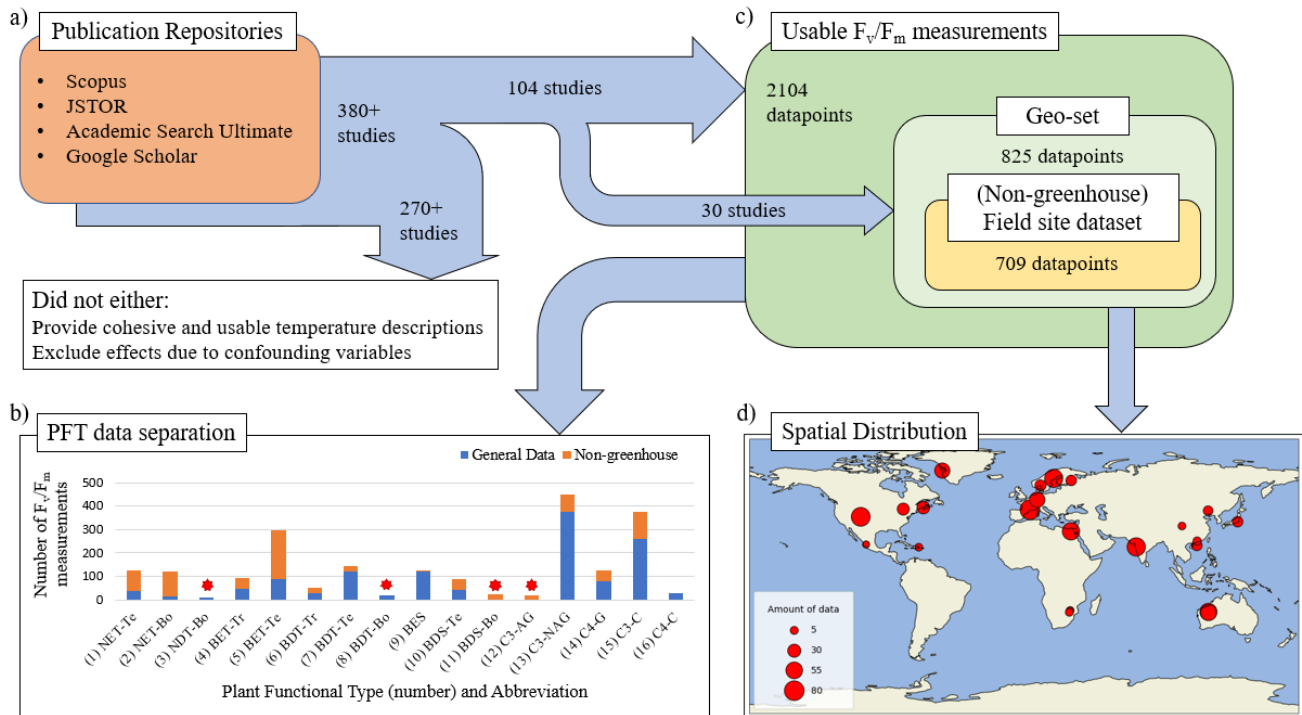 a)
Publication Repositories
• Scopus
• JSTOR
• Academic Search Ultimate
• Google Scholar
380+
studies
104 studies
270+
studies
30 studies
Did not either:
Provide cohesive and usable temperature descriptions
Exclude effects due to confounding variables
c)
Usable Fv/Fm measurements
2104
datapoints
Geo-set
825 datapoints
(Non-greenhouse)
Field site dataset
709 datapoints
b)
PFT data separation
General Data
Non-greenhouse
Number of Fv/Fm
measurements
500
400
300
200
100
0
(1) NET-Te
(2) NET-Bo
(3) NDT-Bo
(4) BET-Tr
(5) BET-Te
(6) BDT-Tr
(7) BDT-Te
(8) BDT-Bo
(9) BES
(10) BDS-Te
(11) BDS-Bo
(12) C3-AG
(13) C3-NAG
(14) C4-G
(15) C3-C
(16) C4-C
Plant Functional Type (number) and Abbreviation
d)
Spatial Distribution
Amount of data
5
30
55
80